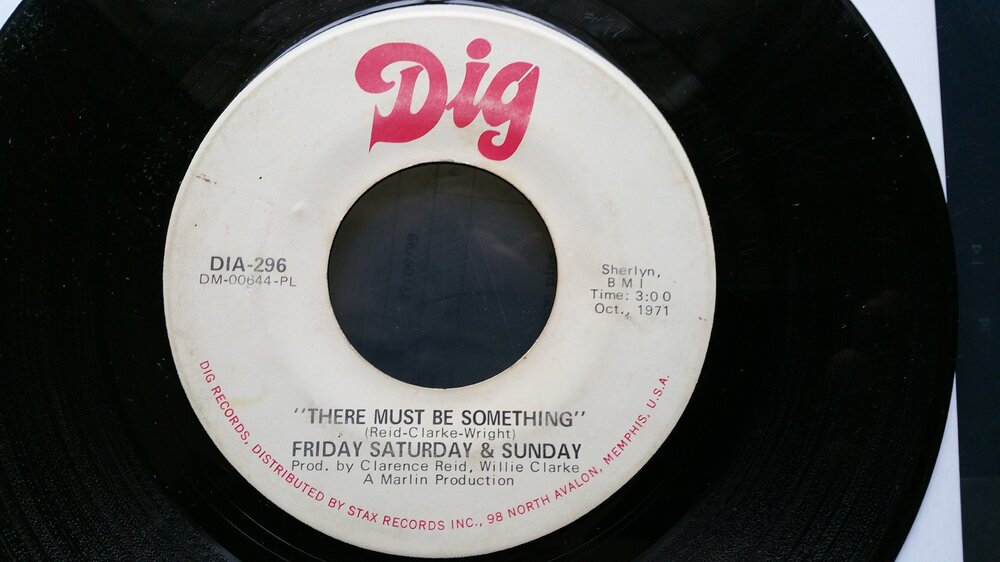 Dig
DIA-296
DM-00644-PL
Sherlyn,
B M I
Time: 3:00
Oct., 1971
"THERE MUST BE SOMETHING"
(Reid-Clarke-Wright)
FRIDAY SATURDAY & SUNDAY
Prod. by Clarence Reid, Willie Clarke
A Marlin Production
DIG RECORDS, DISTRIBUTED BY STAX RECORDS INC., 98 NORTH AVALON, MEMPHIS, U.S.A.